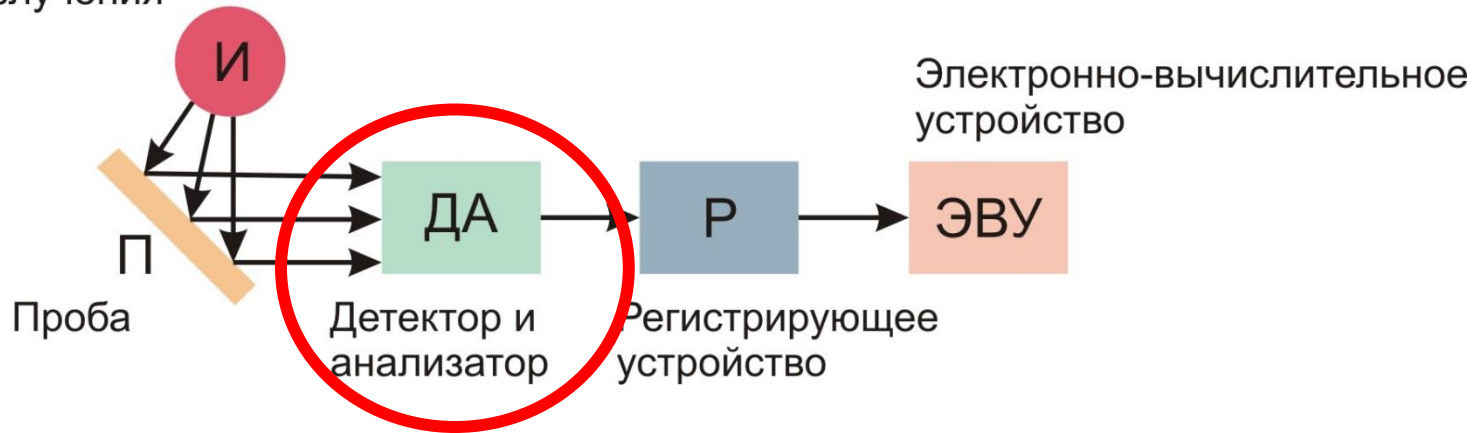 И
Электронно-вычислительное
устройство
ДА
Р
ЭВУ
П
Проба
Детектор и
анализатор
Регистрирующее
устройство